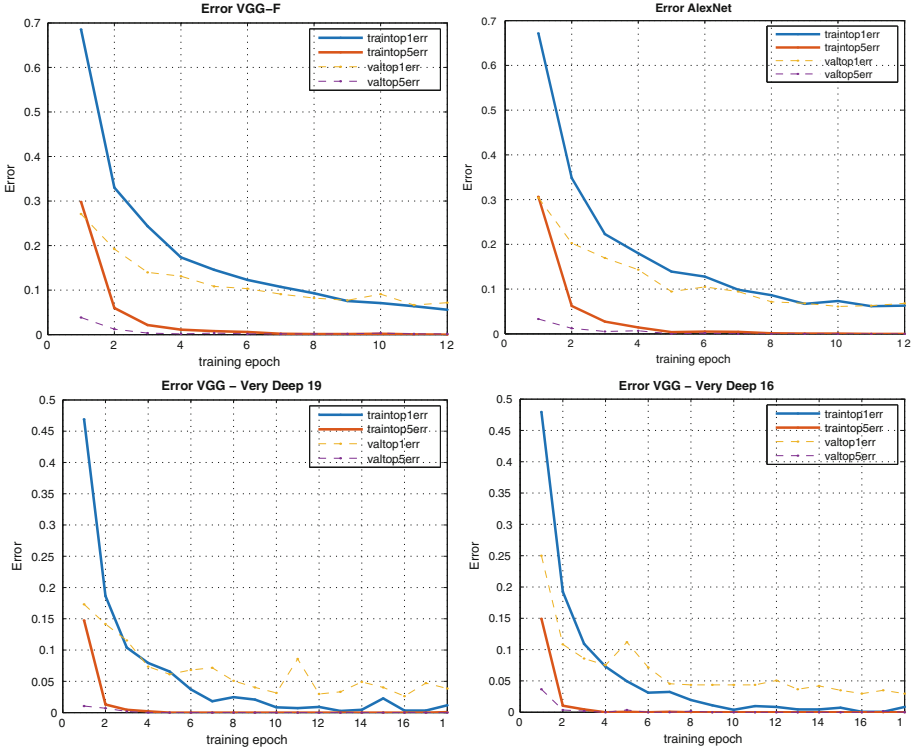 Error VGG-F
0.7
0.6
0.5
0.4
0.3
0.2
0.1
0
Error
0 2 4 6 8 10 12
training epoch
traintop1err
traintop5err
valtop1err
valtop5err
Error AlexNet
0.7
0.6
0.5
0.4
0.3
0.2
0.1
0
Error
0 2 4 6 8 10 12
training epoch
traintop1err
traintop5err
valtop1err
valtop5err
Error VGG - Very Deep 19
0.5
0.45
0.4
0.35
0.3
0.25
0.2
0.15
0.1
0.05
0
Error
0 2 4 6 8 10 12 14 16 1
training epoch
traintop1err
traintop5err
valtop1err
valtop5err
Error VGG - Very Deep 16
0.5
0.45
0.4
0.35
0.3
0.25
0.2
0.15
0.1
0.05
0
Error
0 2 4 6 8 10 12 14 16 1
training epoch
traintop1err
traintop5err
valtop1err
valtop5err